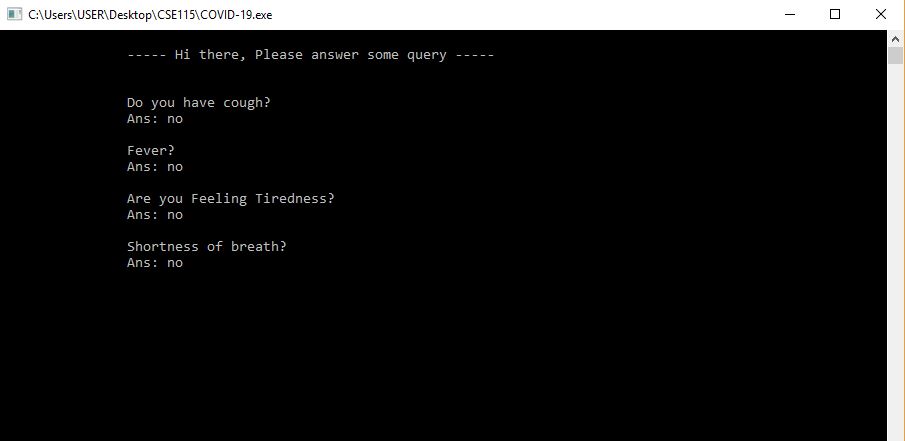 C:\Users\USER\Desktop\CSE115\COVID-19.exe
----- Hi there, Please answer some query -----
Do you have cough?
Ans: no
Fever?
Ans: no
Are you Feeling Tiredness?
Ans: no
Shortness of breath?
Ans: no